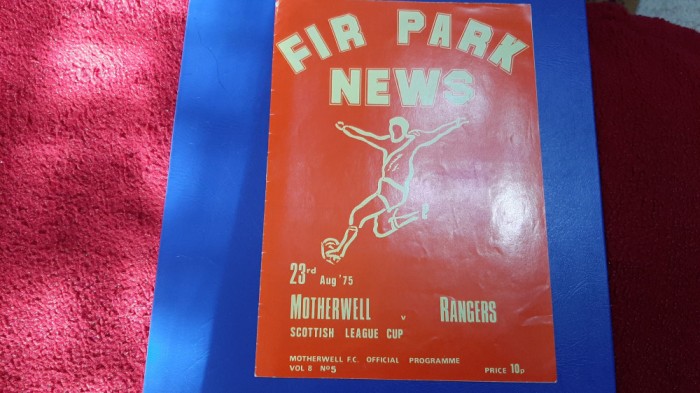 FIR PARK
NEWS
23rd Aug '75
MOTHERWELL v RANGERS
SCOTTISH LEAGUE CUP
MOTHERWELL F.C. OFFICIAL PROGRAMME
VOL 8 Nº5 PRICE 10p